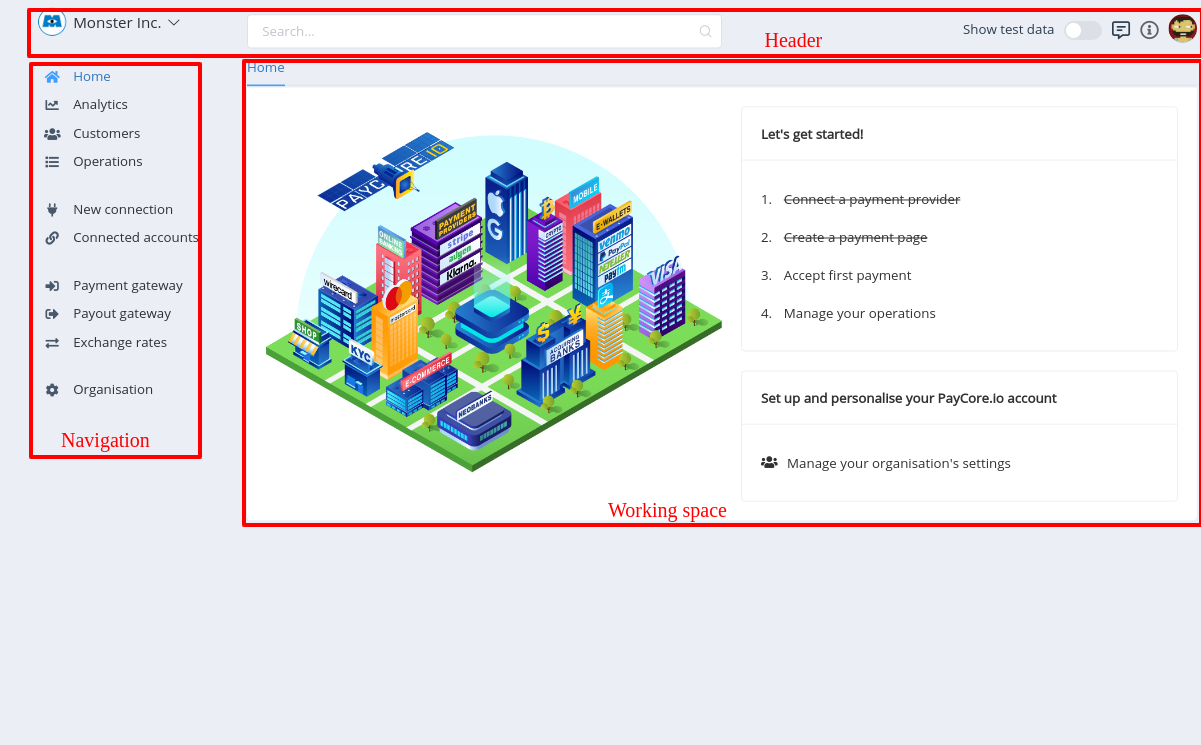 Monster Inc.
Search...
Show test data
Header
Home
Analytics
Customers
Operations
New connection
Connected accounts
Payment gateway
Payout gateway
Exchange rates
Organisation
Navigation
Home
PAYCORE IO
PAYMENT
PROVIDERS
stripe
adyen
Klarna.
ONLINE
BANKING
G
MOBILE
CRYPTO
E-WALLETS
venmo
PayPal
paytm
VISA
wirecard
mastercard
SHOP
KYC
E-COMMERCE
ACQUIRING
BANKS
NEOBANKS
Let's get started!
1. Connect a payment provider
2. Create a payment page
3. Accept first payment
4. Manage your operations
Set up and personalise your PayCore.io account
Manage your organisation's settings
Working space